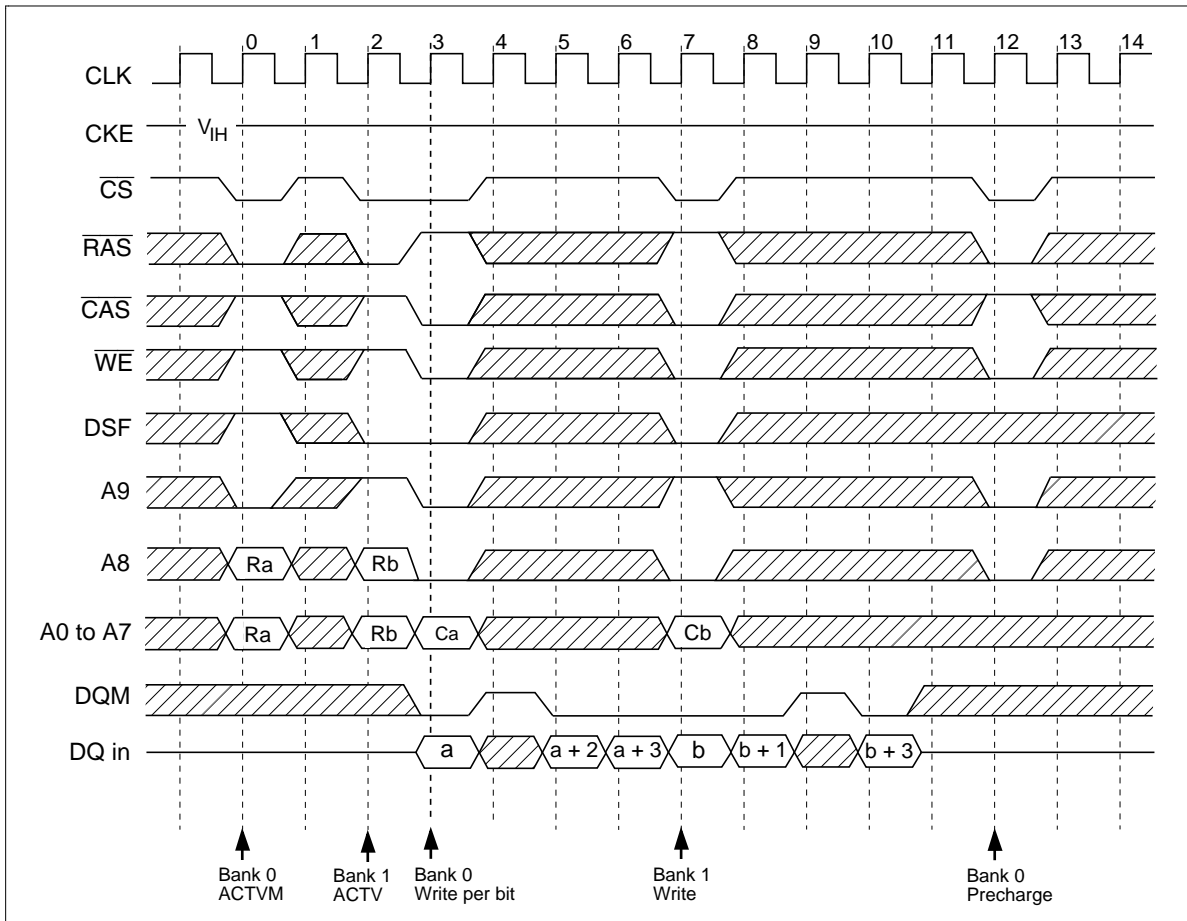 0 1 2 3 4 5 6 7 8 9 10 11 12 13 14
CLK
CKE
VIH
CS
RAS
CAS
WE
DSF
A9
A8 Ra Rb
A0 to A7 Ra Rb Ca Cb
DQM
DQ in a a + 2 a + 3 b b + 1 b + 3
Bank 0 Bank 1 Bank 0 Bank 1 Bank 0
ACTVM ACTV Write per bit Write Precharge